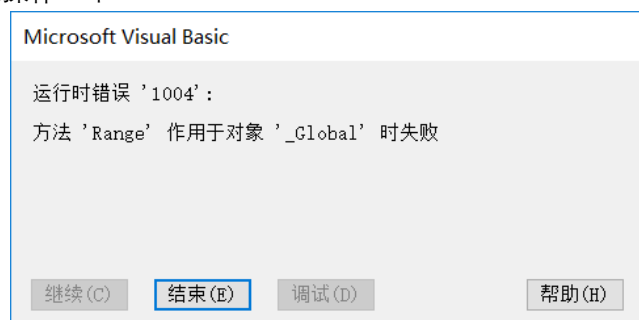 Microsoft Visual Basic
运行时错误 '1004':
方法 'Range' 作用于对象 '_Global' 时失败
继续(C) 结束(E) 调试(D) 帮助(H)